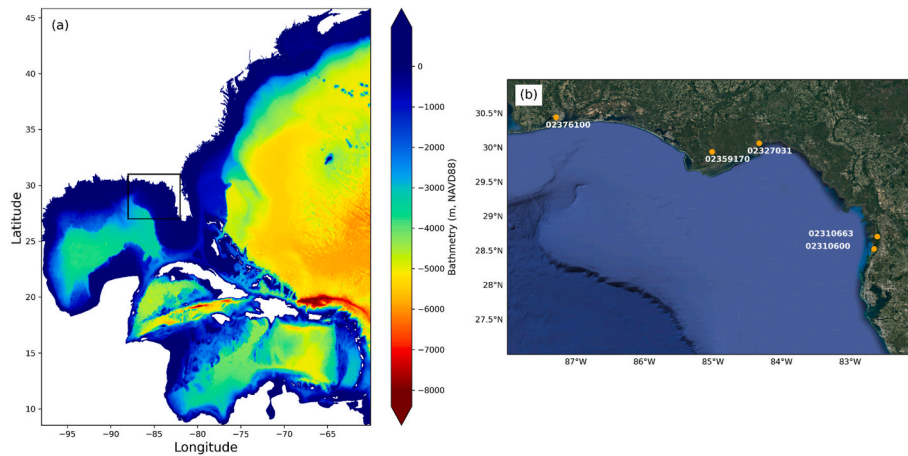 (a)
45
40
35
30
25
20
15
10
Latitude
−95 −90 −85 −80 −75 −70 −65 −60
Longitude
0
−1000
−2000
−3000
−4000
−5000
−6000
−7000
−8000
Bathmetry (m, NAVD88)
(b)
30.5°N
30°N
29.5°N
29°N
28.5°N
28°N
27.5°N
87°W 86°W 85°W 84°W 83°W
02376100
02359170
02327031
02310663
02310600